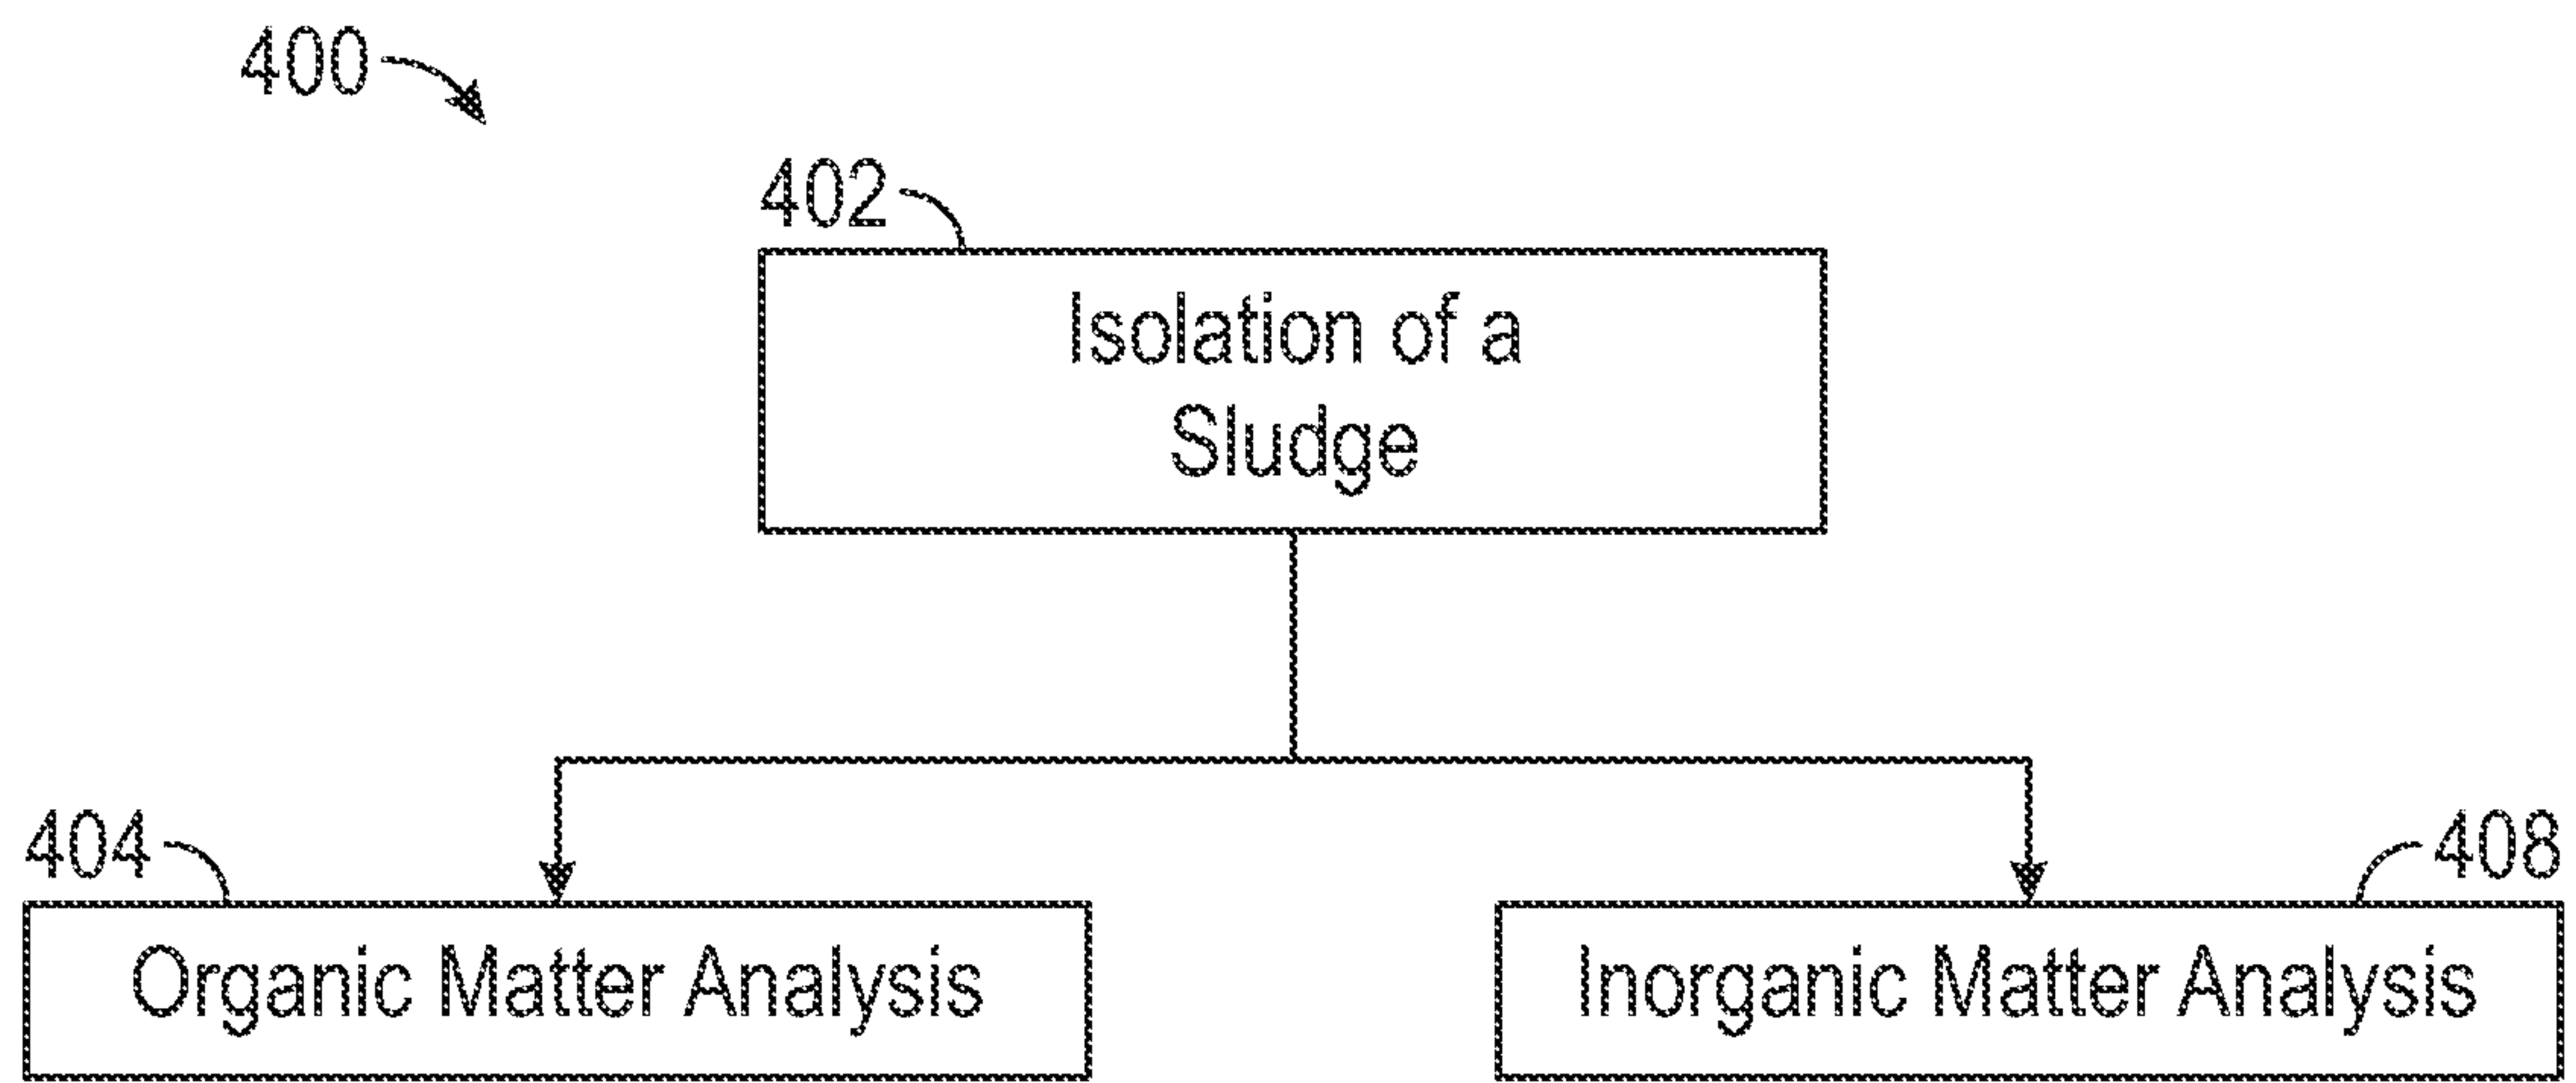 400
402
Isolation of a
Sludge
404
408
Organic Matter Analysis
Inorganic Matter Analysis